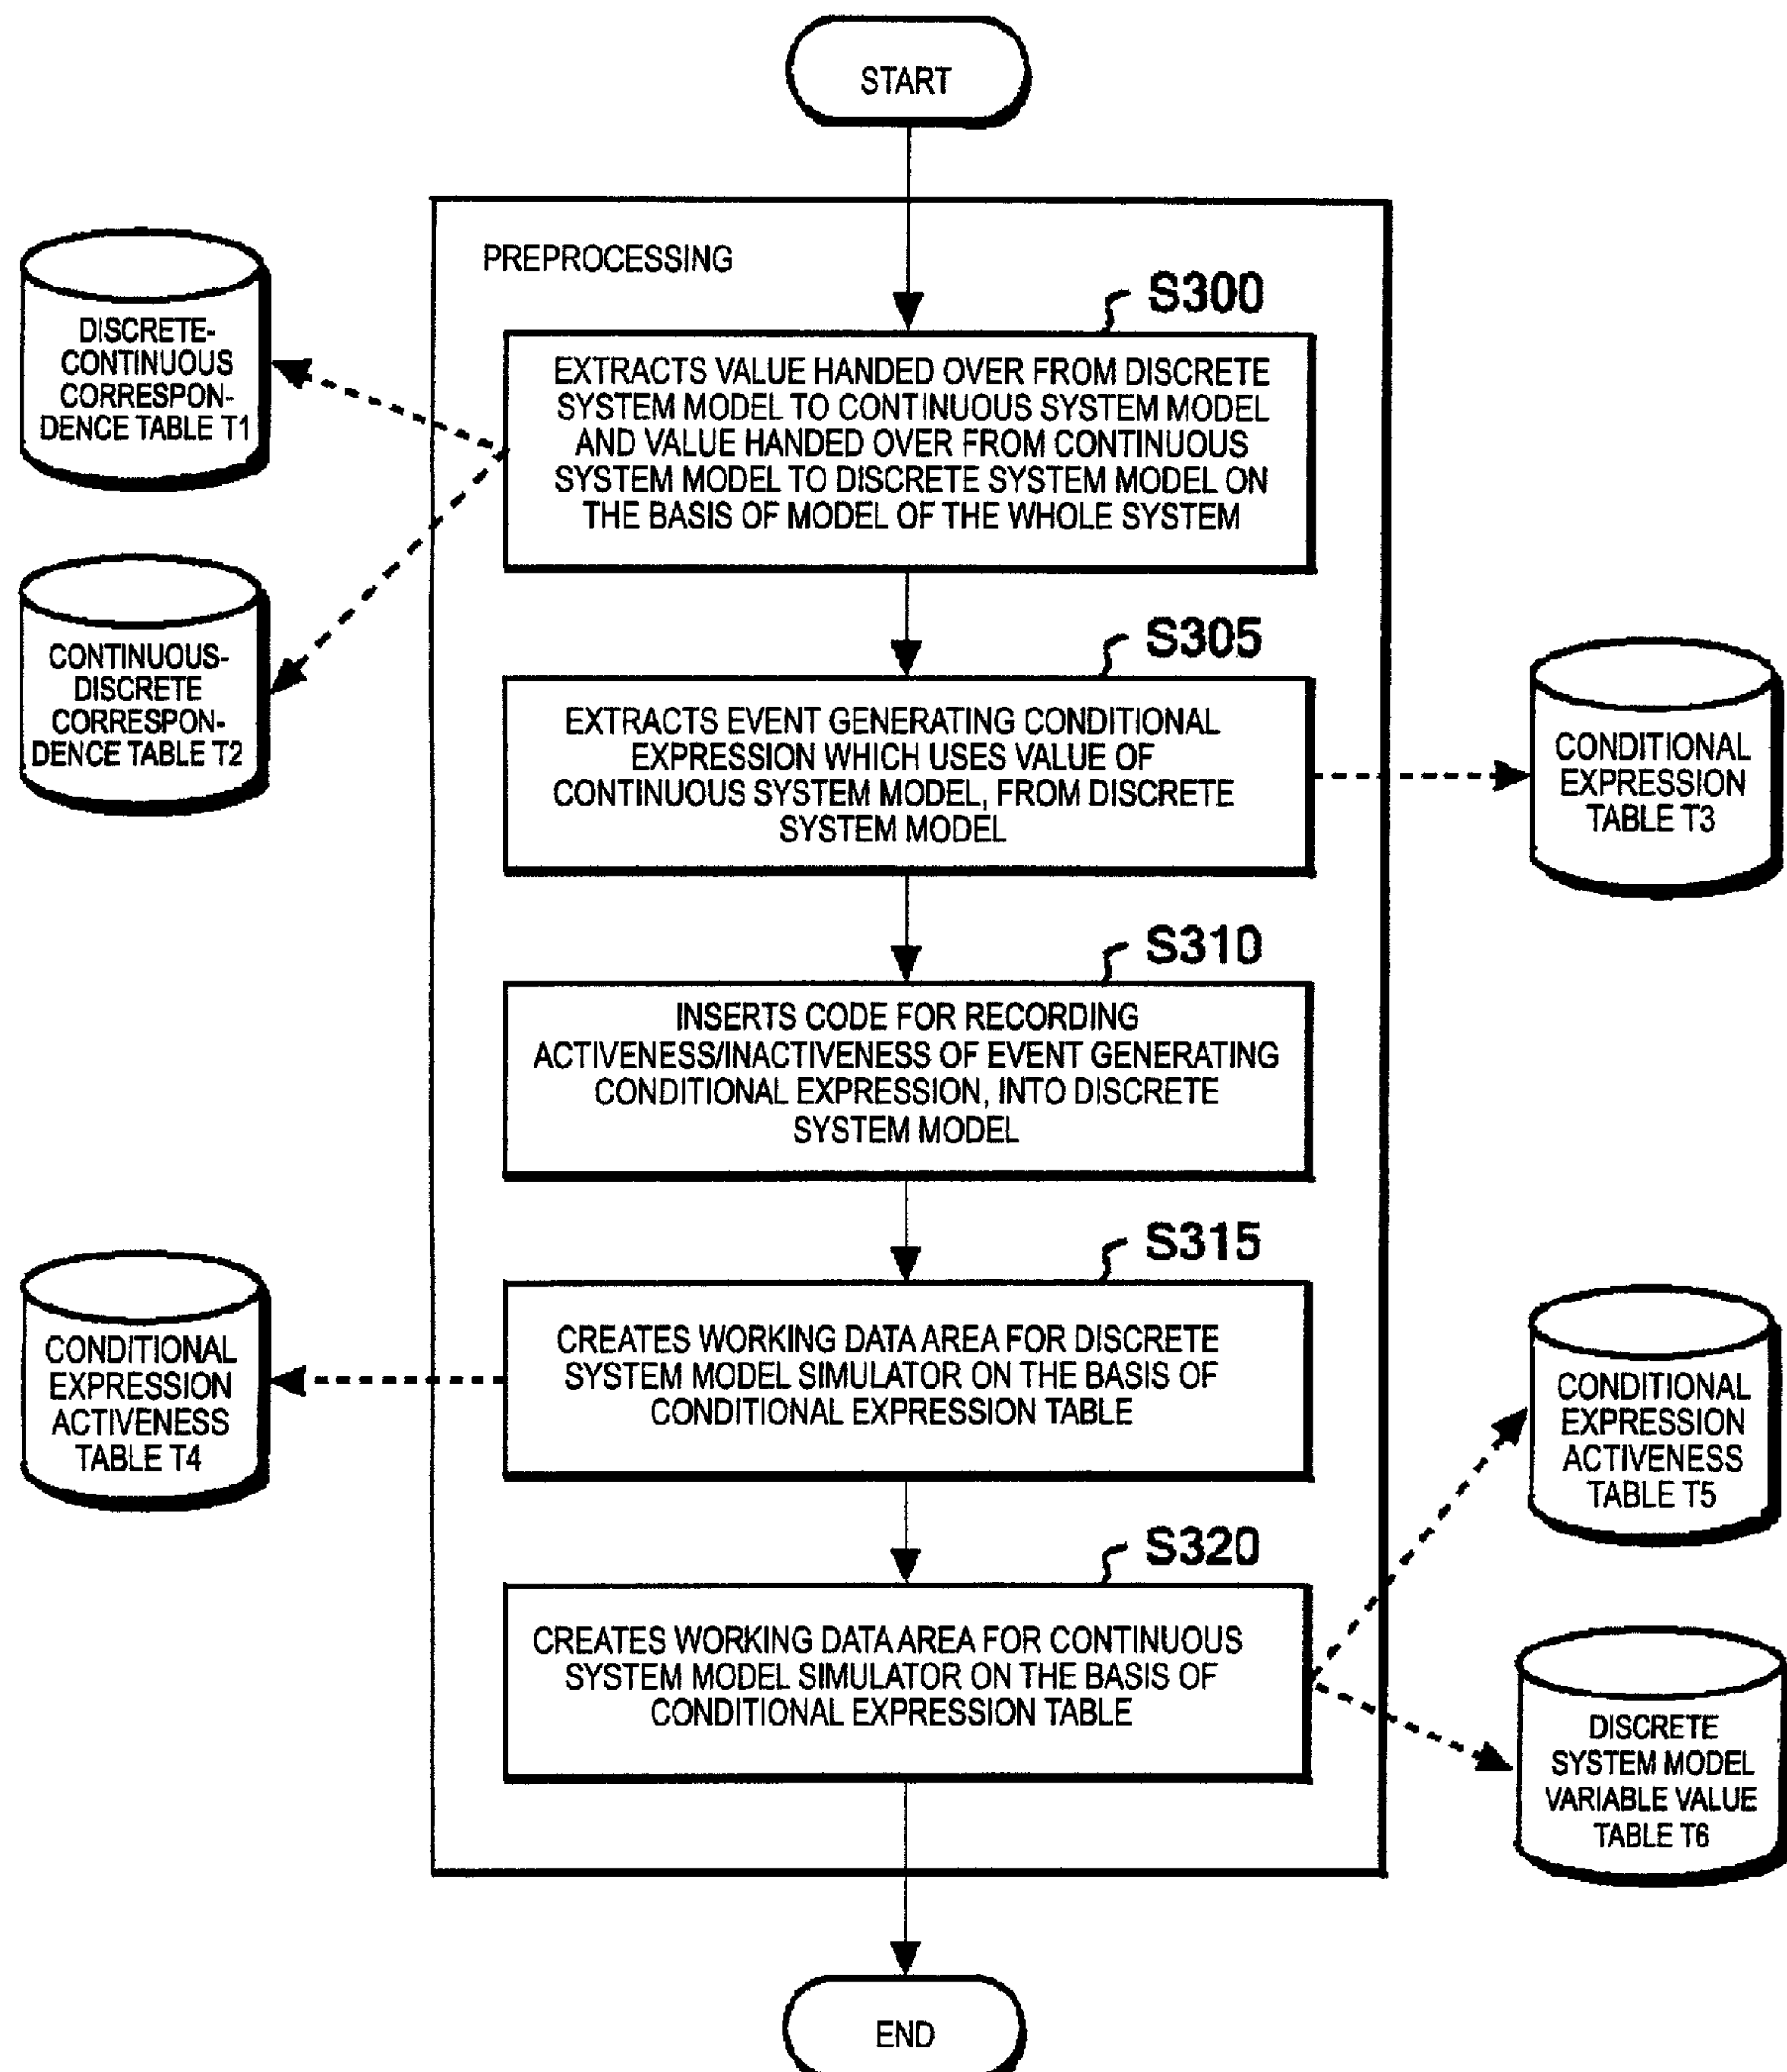 START
PREPROCESSING
S300
EXTRACTS VALUE HANDED OVER FROM DISCRETE
SYSTEM MODEL TO CONTINUOUS SYSTEM MODEL
AND VALUE HANDED OVER FROM CONTINUOUS
SYSTEM MODEL TO DISCRETE SYSTEM MODEL ON
THE BASIS OF MODEL OF THE WHOLE SYSTEM
DISCRETE-
CONTINUOUS
CORRESPON-
DENCE TABLE T1
CONTINUOUS-
DISCRETE
CORRESPON-
DENCE TABLE T2
S305
EXTRACTS EVENT GENERATING CONDITIONAL
EXPRESSION WHICH USES VALUE OF
CONTINUOUS SYSTEM MODEL, FROM DISCRETE
SYSTEM MODEL
CONDITIONAL
EXPRESSION
TABLE T3
S310
INSERTS CODE FOR RECORDING
ACTIVENESS/INACTIVENESS OF EVENT GENERATING
CONDITIONAL EXPRESSION, INTO DISCRETE
SYSTEM MODEL
S315
CREATES WORKING DATA AREA FOR DISCRETE
SYSTEM MODEL SIMULATOR ON THE BASIS OF
CONDITIONAL EXPRESSION TABLE
CONDITIONAL
EXPRESSION
ACTIVENESS
TABLE T4
S320
CREATES WORKING DATA AREA FOR CONTINUOUS
SYSTEM MODEL SIMULATOR ON THE BASIS OF
CONDITIONAL EXPRESSION TABLE
CONDITIONAL
EXPRESSION
ACTIVENESS
TABLE T5
DISCRETE
SYSTEM MODEL
VARIABLE VALUE
TABLE T6
END